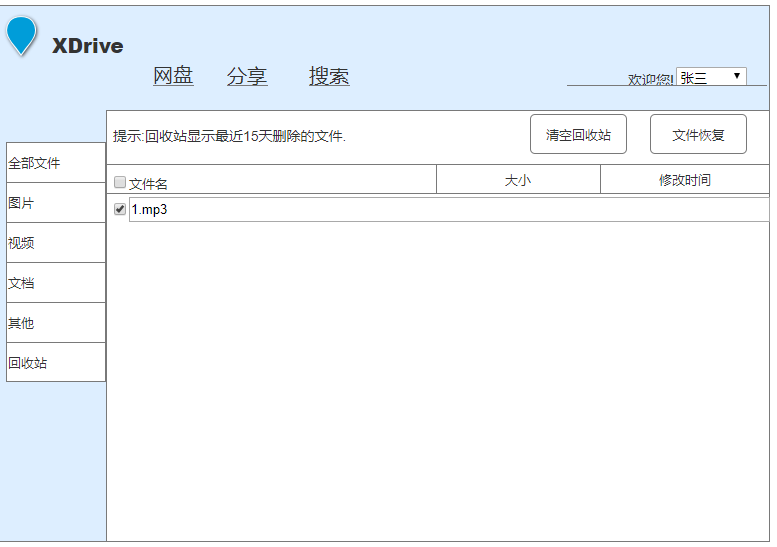 XDrive
网盘 分享 搜索
欢迎您! 张三
提示:回收站显示最近15天删除的文件.
清空回收站 文件恢复
全部文件
图片
视频
文档
其他
回收站
文件名 大小 修改时间
1.mp3